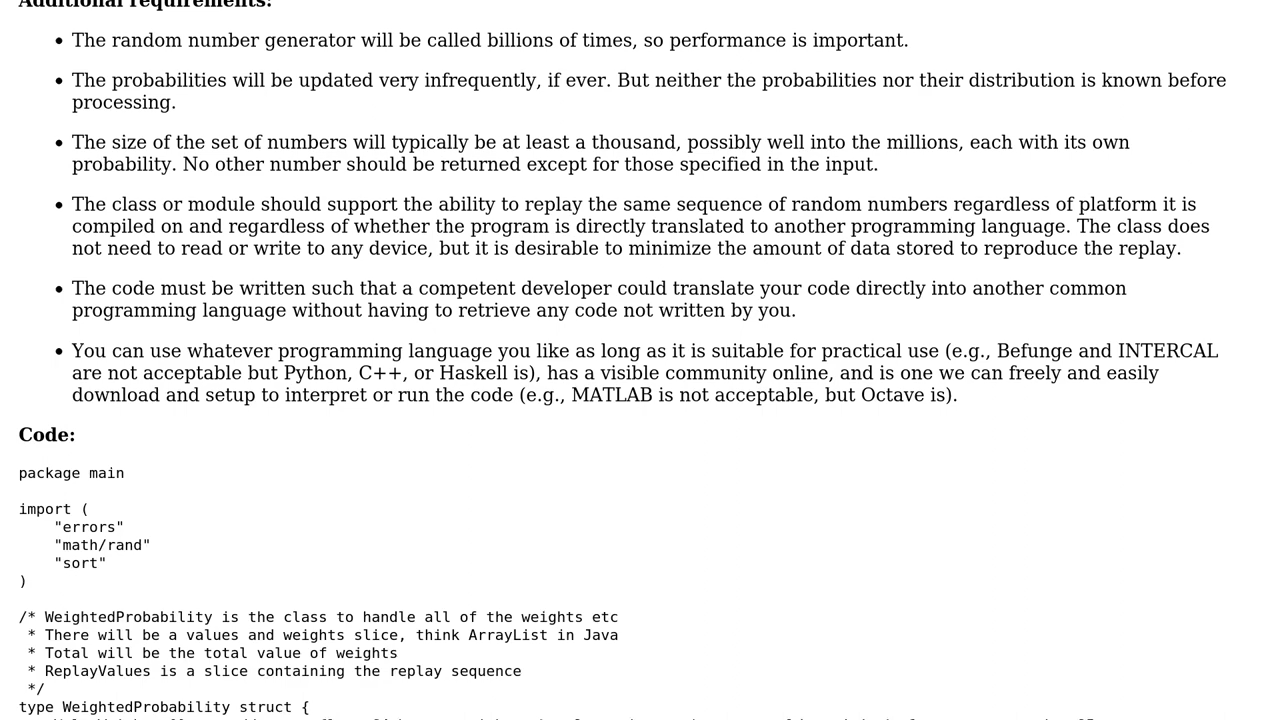 Additional requirements:
• The random number generator will be called billions of times, so performance is important.
• The probabilities will be updated very infrequently, if ever. But neither the probabilities nor their distribution is known before
processing.
• The size of the set of numbers will typically be at least a thousand, possibly well into the millions, each with its own
probability. No other number should be returned except for those specified in the input.
• The class or module should support the ability to replay the same sequence of random numbers regardless of platform it is
compiled on and regardless of whether the program is directly translated to another programming language. The class does
not need to read or write to any device, but it is desirable to minimize the amount of data stored to reproduce the replay.
• The code must be written such that a competent developer could translate your code directly into another common
programming language without having to retrieve any code not written by you.
• You can use whatever programming language you like as long as it is suitable for practical use (e.g., Befunge and INTERCAL
are not acceptable but Python, C++, or Haskell is), has a visible community online, and is one we can freely and easily
download and setup to interpret or run the code (e.g., MATLAB is not acceptable, but Octave is).
Code:
package main
import (
    "errors"
    "math/rand"
    "sort"
)
/* WeightedProbability is the class to handle all of the weights etc
 * There will be a values and weights slice, think ArrayList in Java
 * Total will be the total value of weights
 * ReplayValues is a slice containing the replay sequence
 */
type WeightedProbability struct {